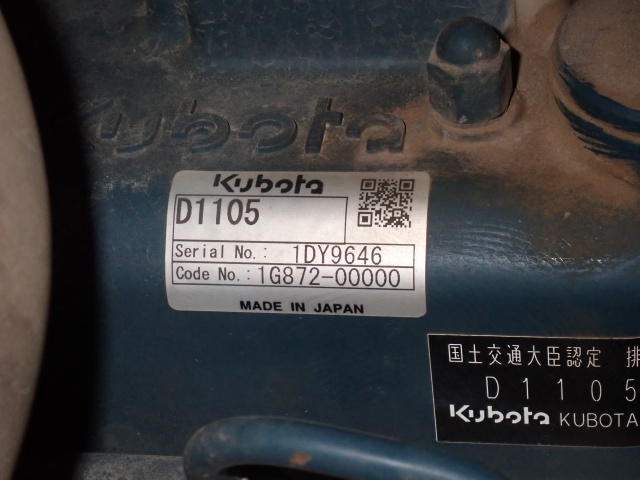 Kubota
Kubota
D1105
Serial No.: 1DY9646
Code No.: 1G872-00000
MADE IN JAPAN
国土交通大臣認定 排
D1105
Kubota KUBOTA